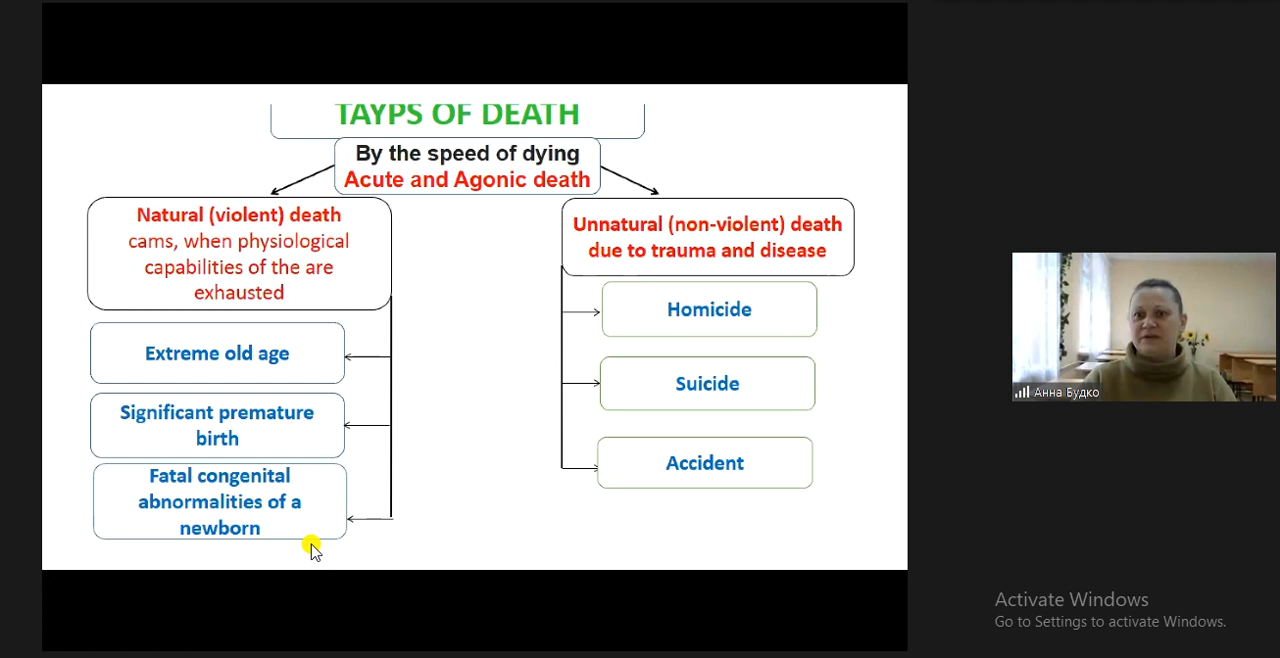 TAYPS OF DEATH
By the speed of dying
Acute and Agonic death
Natural (violent) death
cams, when physiological
capabilities of the are
exhausted
Unnatural (non-violent) death
due to trauma and disease
Extreme old age
Significant premature
birth
Fatal congenital
abnormalities of a
newborn
Homicide
Suicide
Accident
Анна Будко
Activate Windows
Go to Settings to activate Windows.